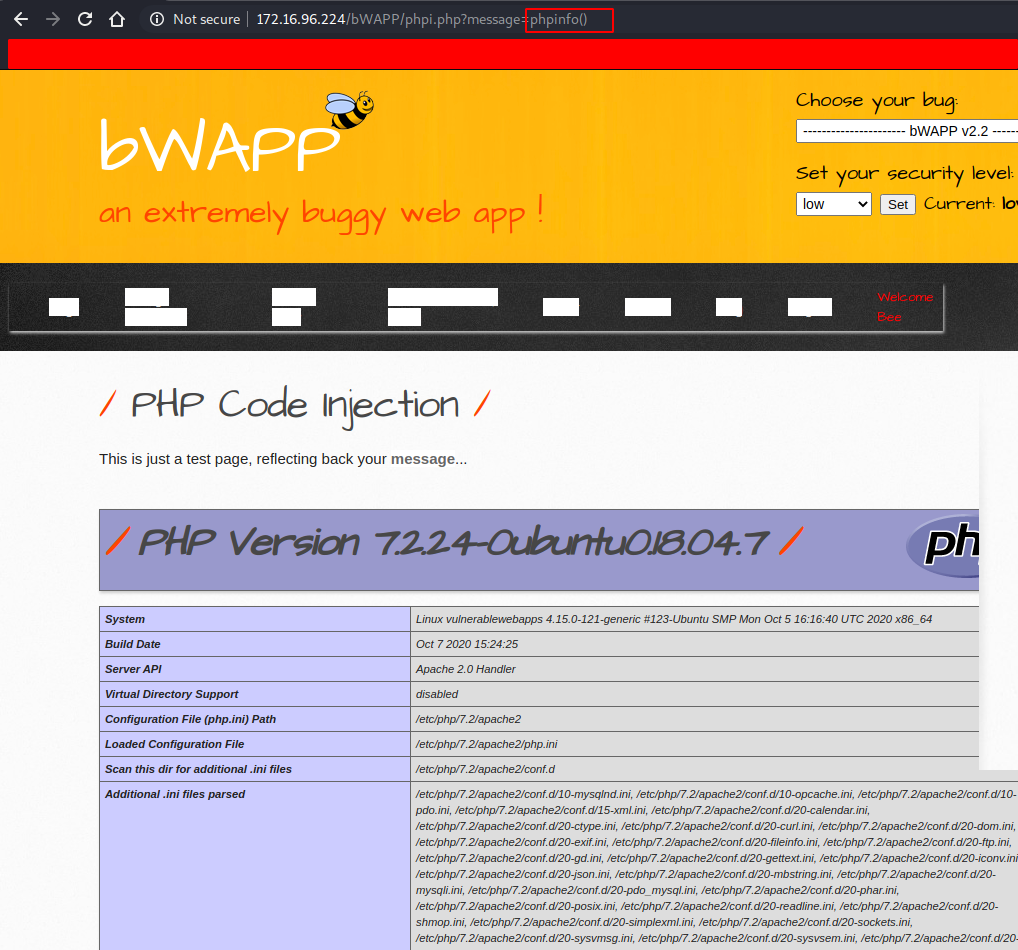 Not secure 172.16.96.224/bWAPP/phpi.php?message=phpinfo()
Choose your bug:
---------------------- bWAPP v2.2 ------
bWAPP
an extremely buggy web app !
Set your security level:
low Set Current: low
Welcome
Bee
/ PHP Code Injection /
This is just a test page, reflecting back your message...
/ PHP Version 7.2.24-0ubuntu0.18.04.7 /
ph
System Linux vulnerablewebapps 4.15.0-121-generic #123-Ubuntu SMP Mon Oct 5 16:16:40 UTC 2020 x86_64
Build Date Oct 7 2020 15:24:25
Server API Apache 2.0 Handler
Virtual Directory Support disabled
Configuration File (php.ini) Path /etc/php/7.2/apache2
Loaded Configuration File /etc/php/7.2/apache2/php.ini
Scan this dir for additional .ini files /etc/php/7.2/apache2/conf.d
Additional .ini files parsed /etc/php/7.2/apache2/conf.d/10-mysqlnd.ini, /etc/php/7.2/apache2/conf.d/10-opcache.ini, /etc/php/7.2/apache2/conf.d/10-
pdo.ini, /etc/php/7.2/apache2/conf.d/15-xml.ini, /etc/php/7.2/apache2/conf.d/20-calendar.ini,
/etc/php/7.2/apache2/conf.d/20-ctype.ini, /etc/php/7.2/apache2/conf.d/20-curl.ini, /etc/php/7.2/apache2/conf.d/20-dom.ini,
/etc/php/7.2/apache2/conf.d/20-exif.ini, /etc/php/7.2/apache2/conf.d/20-fileinfo.ini, /etc/php/7.2/apache2/conf.d/20-ftp.ini,
/etc/php/7.2/apache2/conf.d/20-gd.ini, /etc/php/7.2/apache2/conf.d/20-gettext.ini, /etc/php/7.2/apache2/conf.d/20-iconv.ini,
/etc/php/7.2/apache2/conf.d/20-json.ini, /etc/php/7.2/apache2/conf.d/20-mbstring.ini, /etc/php/7.2/apache2/conf.d/20-
mysqli.ini, /etc/php/7.2/apache2/conf.d/20-pdo_mysql.ini, /etc/php/7.2/apache2/conf.d/20-phar.ini,
/etc/php/7.2/apache2/conf.d/20-posix.ini, /etc/php/7.2/apache2/conf.d/20-readline.ini, /etc/php/7.2/apache2/conf.d/20-
shmop.ini, /etc/php/7.2/apache2/conf.d/20-simplexml.ini, /etc/php/7.2/apache2/conf.d/20-sockets.ini,
/etc/php/7.2/apache2/conf.d/20-sysvmsg.ini, /etc/php/7.2/apache2/conf.d/20-sysvsem.ini, /etc/php/7.2/apache2/conf.d/20-